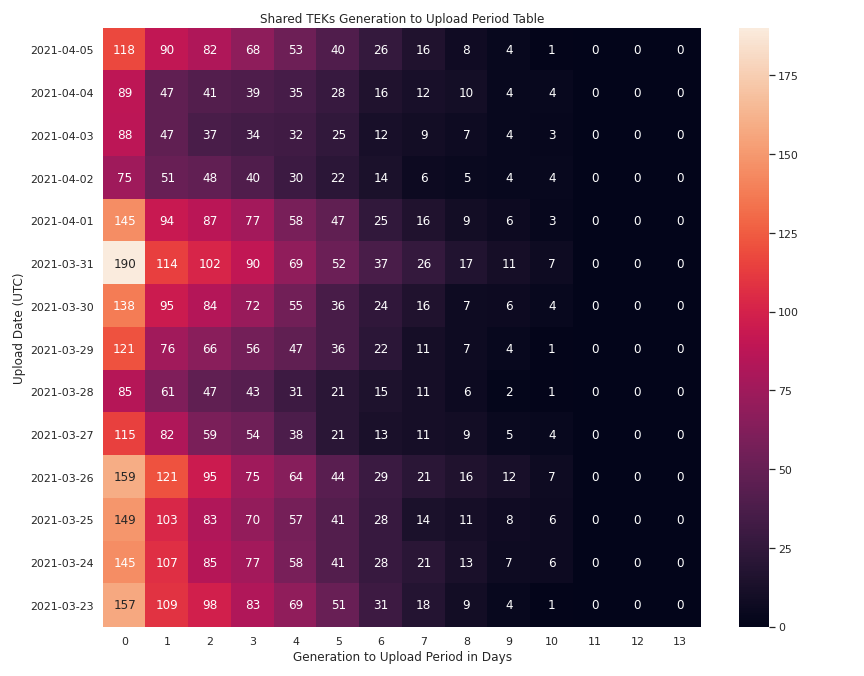 Shared TEKs Generation to Upload Period Table
Upload Date (UTC)
2021-04-05 118 90 82 68 53 40 26 16 8 4 1 0 0 0
2021-04-04 89 47 41 39 35 28 16 12 10 4 4 0 0 0
2021-04-03 88 47 37 34 32 25 12 9 7 4 3 0 0 0
2021-04-02 75 51 48 40 30 22 14 6 5 4 4 0 0 0
2021-04-01 145 94 87 77 58 47 25 16 9 6 3 0 0 0
2021-03-31 190 114 102 90 69 52 37 26 17 11 7 0 0 0
2021-03-30 138 95 84 72 55 36 24 16 7 6 4 0 0 0
2021-03-29 121 76 66 56 47 36 22 11 7 4 1 0 0 0
2021-03-28 85 61 47 43 31 21 15 11 6 2 1 0 0 0
2021-03-27 115 82 59 54 38 21 13 11 9 5 4 0 0 0
2021-03-26 159 121 95 75 64 44 29 21 16 12 7 0 0 0
2021-03-25 149 103 83 70 57 41 28 14 11 8 6 0 0 0
2021-03-24 145 107 85 77 58 41 28 21 13 7 6 0 0 0
2021-03-23 157 109 98 83 69 51 31 18 9 4 1 0 0 0
0 1 2 3 4 5 6 7 8 9 10 11 12 13
Generation to Upload Period in Days
175
150
125
100
75
50
25
0